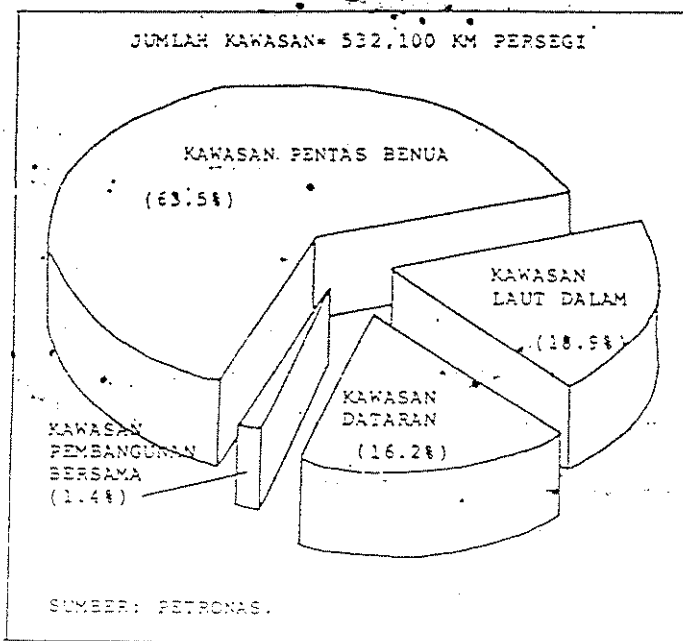 JUMLAH KAWASAN= 532,100 KM PERSEGI
KAWASAN PENTAS BENUA
(63.5%)
KAWASAN
LAUT DALAM
(18.9%)
KAWASAN
DATARAN
(16.2%)
KAWASAN
PEMBANGUNAN
BERSAMA
(1.4%)
SUMBER: PETRONAS.